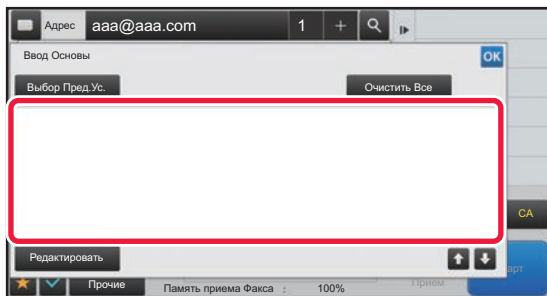 Адрес aaa@aaa.com 1 +
Ввод Основы OK
Выбор Пред.Ус. Очистить Все
CA
Редактировать
Прочие Память приема Факса : 100% Прием
арт